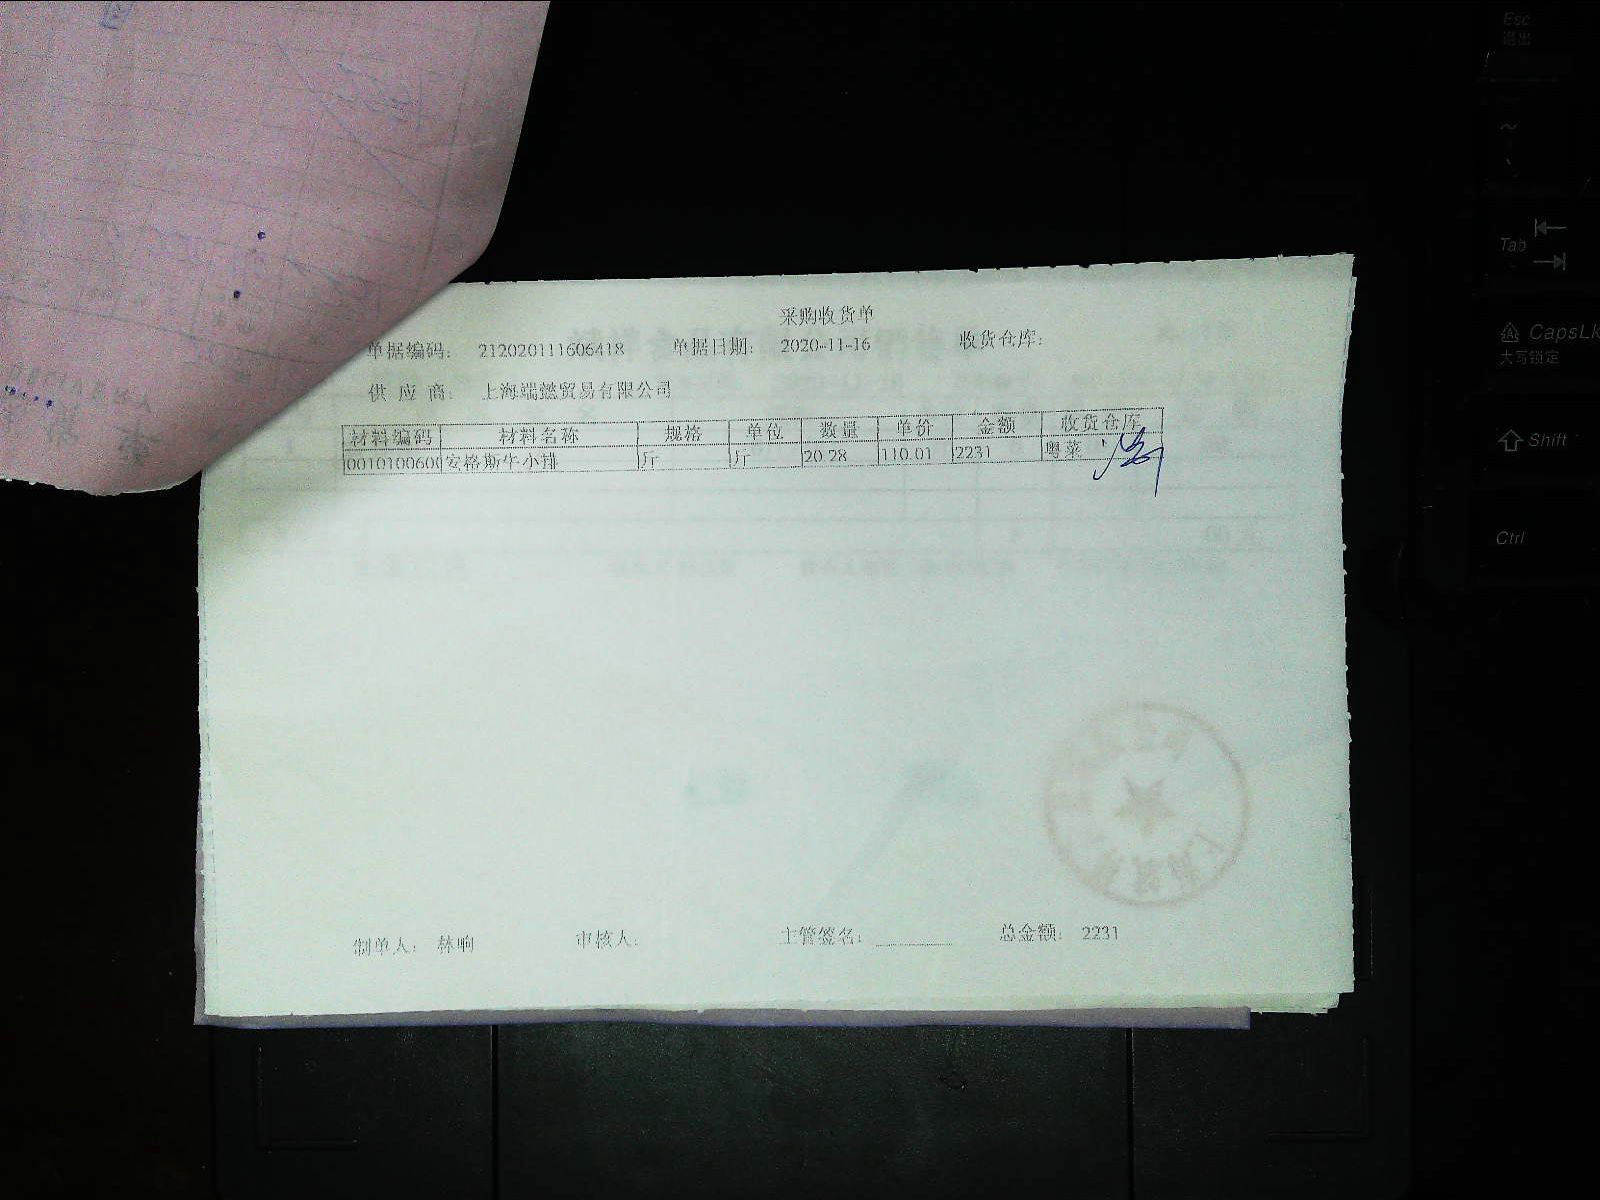 采购收货单
单据编码: 212020111606418 单据日期: 2020-11-16 收货仓库:
供应商: 上海端懿贸易有限公司
材料编码 材料名称 规格 单位 数量 单价 金额 收货仓库
0010100600 安格斯牛小排 斤 斤 20.28 110.01 2231 粤菜
制单人: 林响 审核人: 主管签名: 总金额: 2231
Esc
退出
~
Tab
CapsLk
大写锁定
Shift
Ctrl